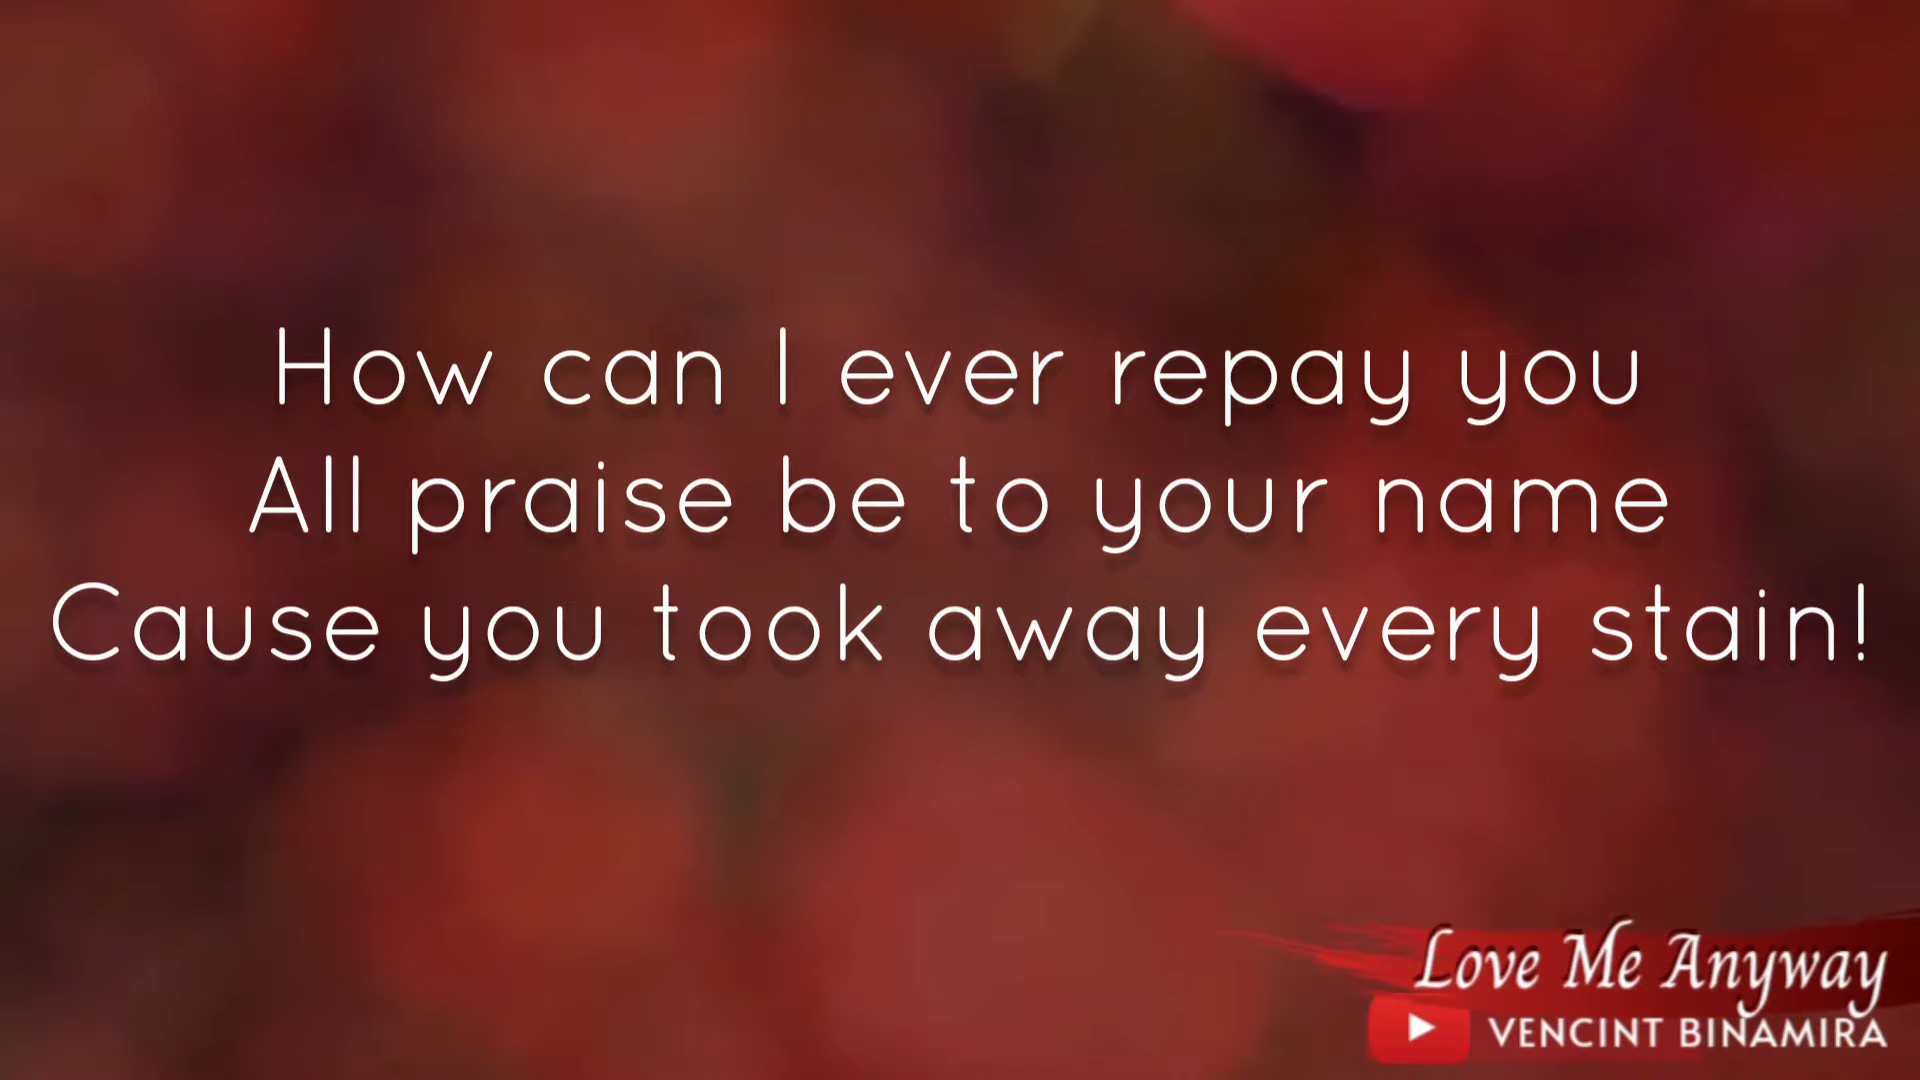 How can I ever repay you
All praise be to your name
Cause you took away every stain!
Love Me Anyway
VENCINT BINAMIRA